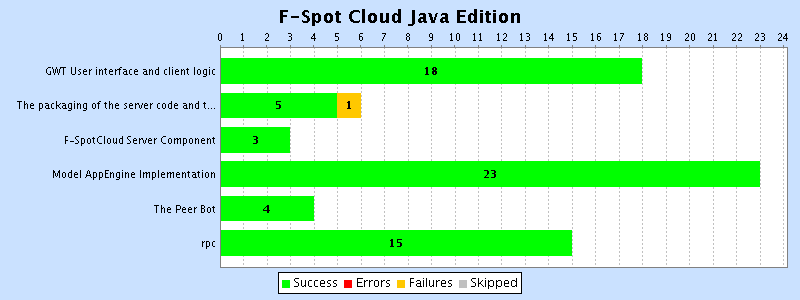 F-Spot Cloud Java Edition
0 1 2 3 4 5 6 7 8 9 10 11 12 13 14 15 16 17 18 19 20 21 22 23 24
GWT User interface and client logic 18
The packaging of the server code and t... 5 1
F-SpotCloud Server Component 3
Model AppEngine Implementation 23
The Peer Bot 4
rpc 15
Success Errors Failures Skipped